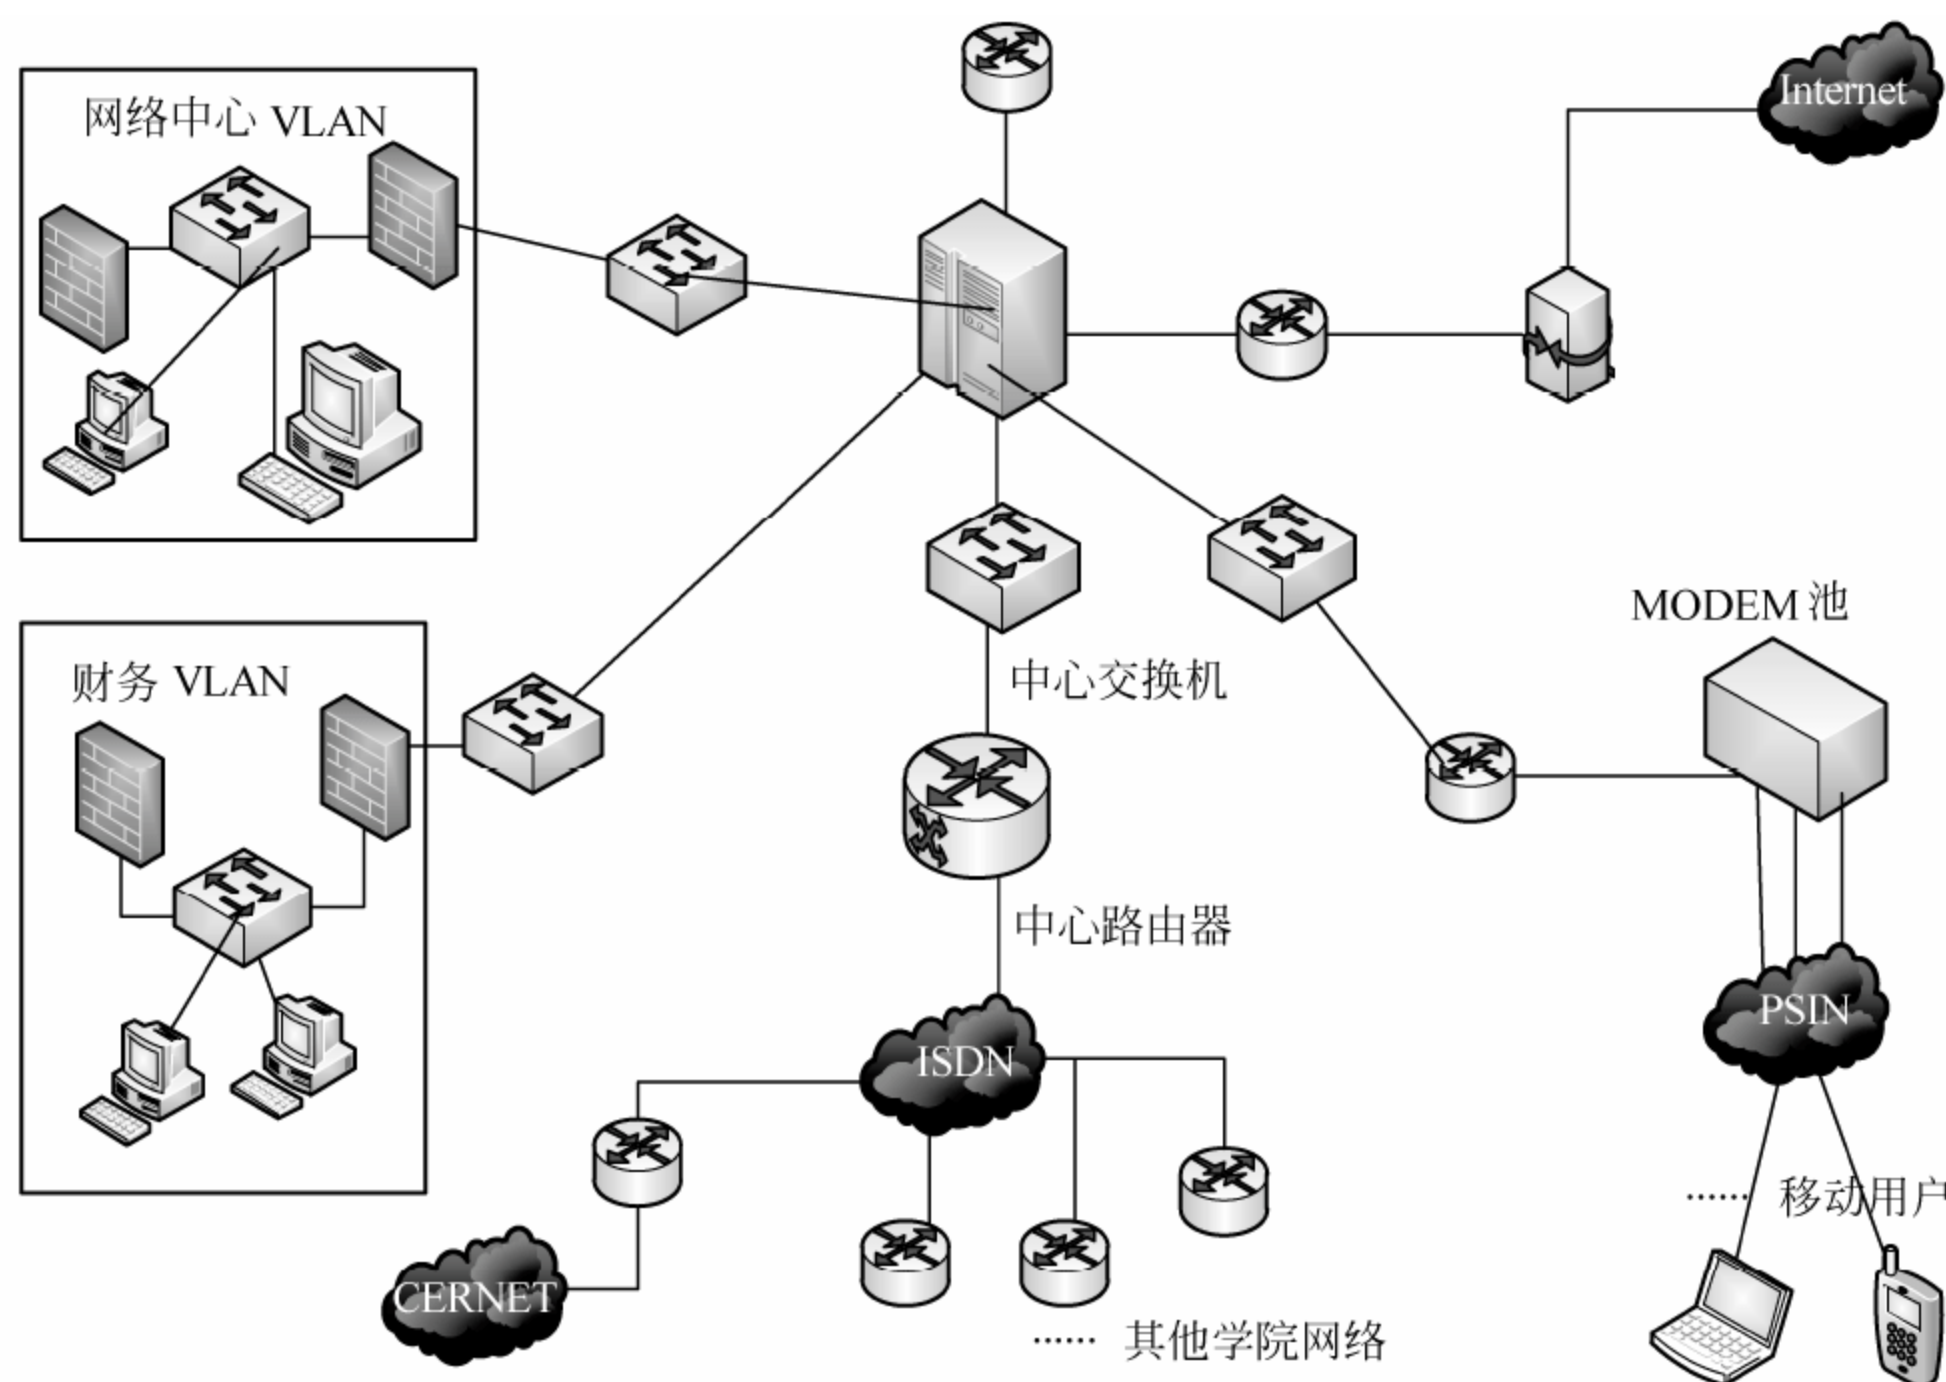 Internet
网络中心 VLAN
MODEM 池
财务 VLAN
中心交换机
中心路由器
PSIN
ISDN
…… 移动用户
CERNET
…… 其他学院网络